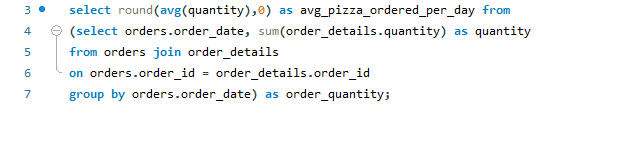 3 select round(avg(quantity),0) as avg_pizza_ordered_per_day from
4 (select orders.order_date, sum(order_details.quantity) as quantity
5 from orders join order_details
6 on orders.order_id = order_details.order_id
7 group by orders.order_date) as order_quantity;